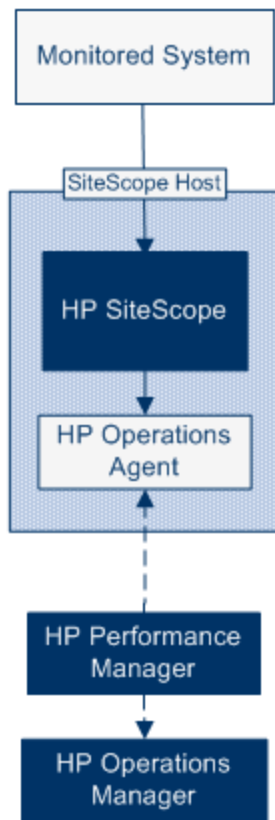 Monitored System
SiteScope Host
HP SiteScope
HP Operations
Agent
HP Performance
Manager
HP Operations
Manager